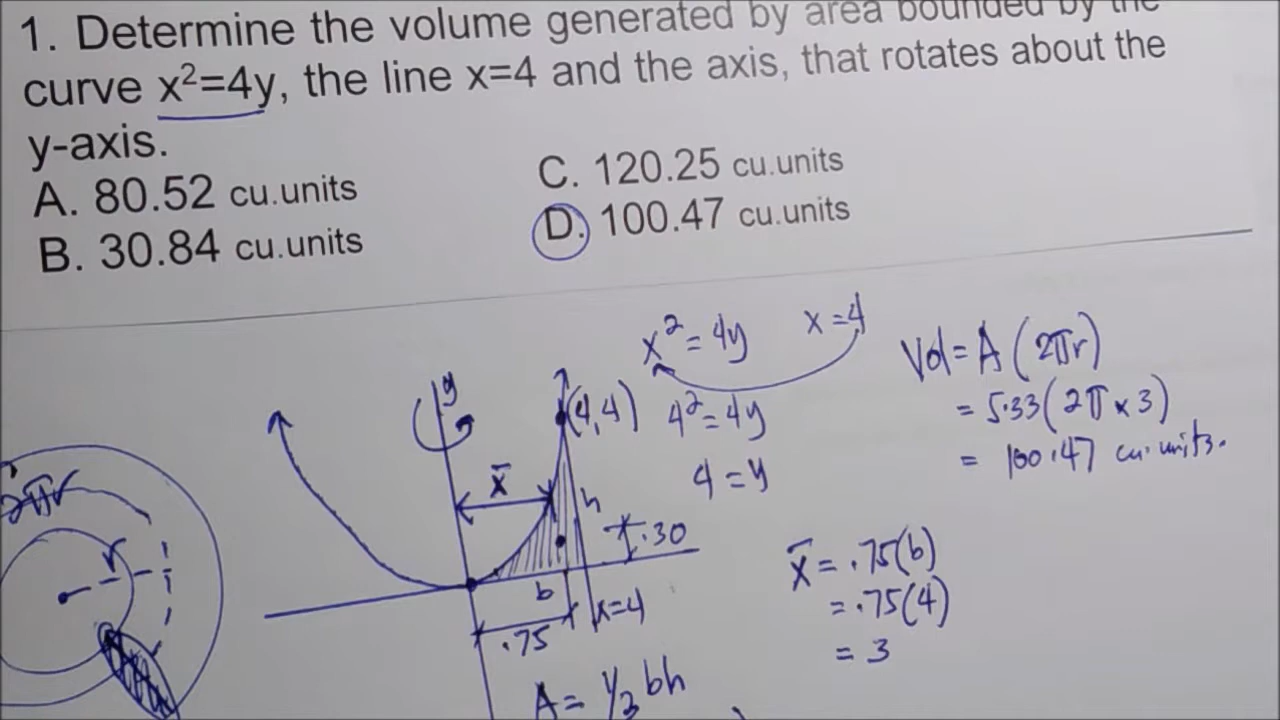 1. Determine the volume generated by area bounded by the
curve x²=4y, the line x=4 and the axis, that rotates about the
y-axis.
A. 80.52 cu.units
B. 30.84 cu.units
C. 120.25 cu.units
D. 100.47 cu.units
x² = 4y x = 4
4² = 4y
4 = y
Vol = A (2πr)
= 5.33 (2π × 3)
= 100.47 cu. units.
y
(4,4)
x̄
h
.30
b
x=4
.75
2πr
r
x̄ = .75(b)
= .75(4)
= 3
A = 1/3 bh